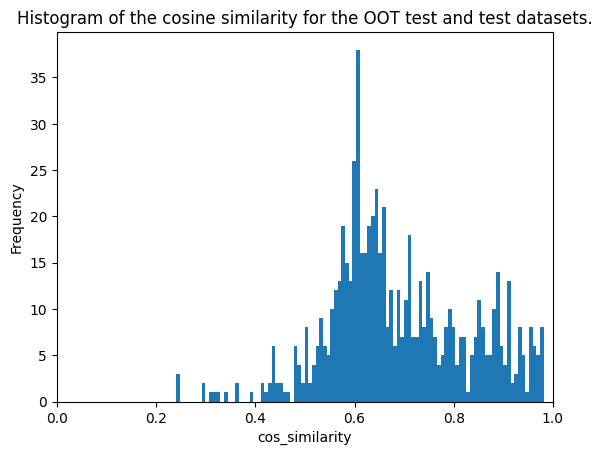 Histogram of the cosine similarity for the OOT test and test datasets.
35
30
25
20
15
10
5
0
Frequency
0.0 0.2 0.4 0.6 0.8 1.0
cos_similarity